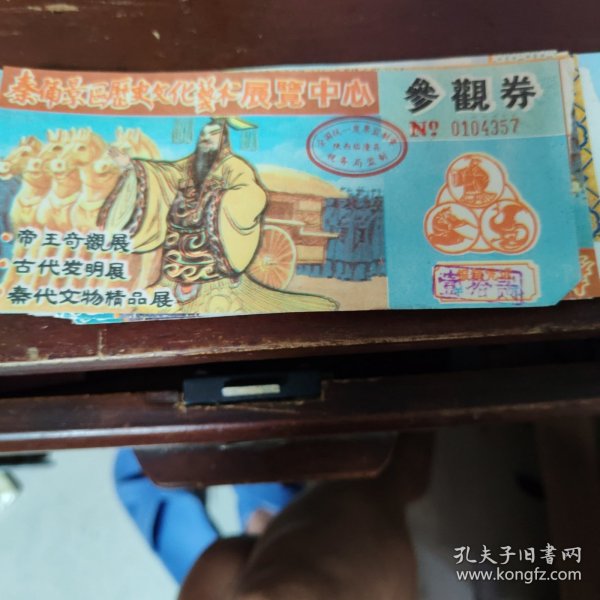 秦俑景區歷史文化藝术展覽中心
參觀券
Nº 0104357
·帝王奇觀展
·古代发明展
秦代文物精品展
孔夫子旧书网
www.kongfz.com